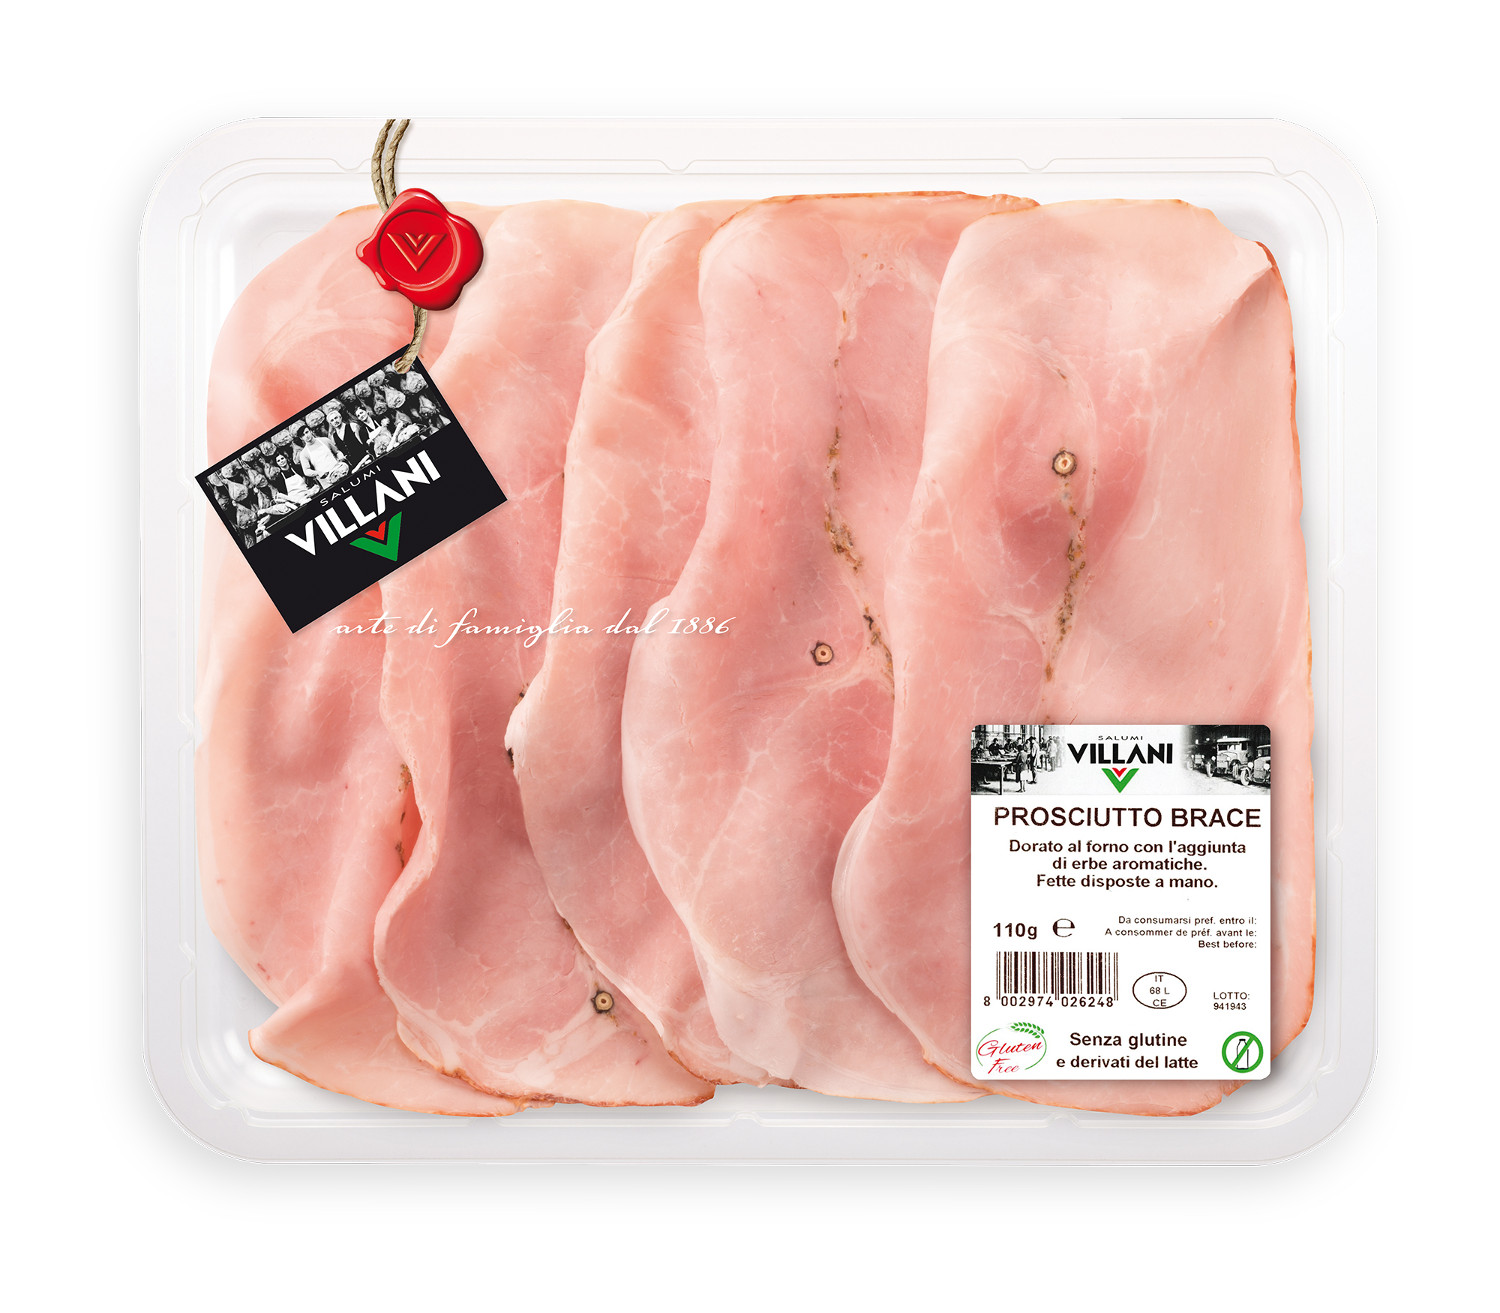 SALUMI
VILLANI
arte di famiglia dal 1886
SALUMI
VILLANI
PROSCIUTTO BRACE
Dorato al forno con l'aggiunta
di erbe aromatiche.
Fette disposte a mano.
110g ℮
Da consumarsi pref. entro il:
A consommer de préf. avant le:
Best before:
8 002974 026248
IT
68 L
CE
LOTTO:
941943
Gluten
Free
Senza glutine
e derivati del latte